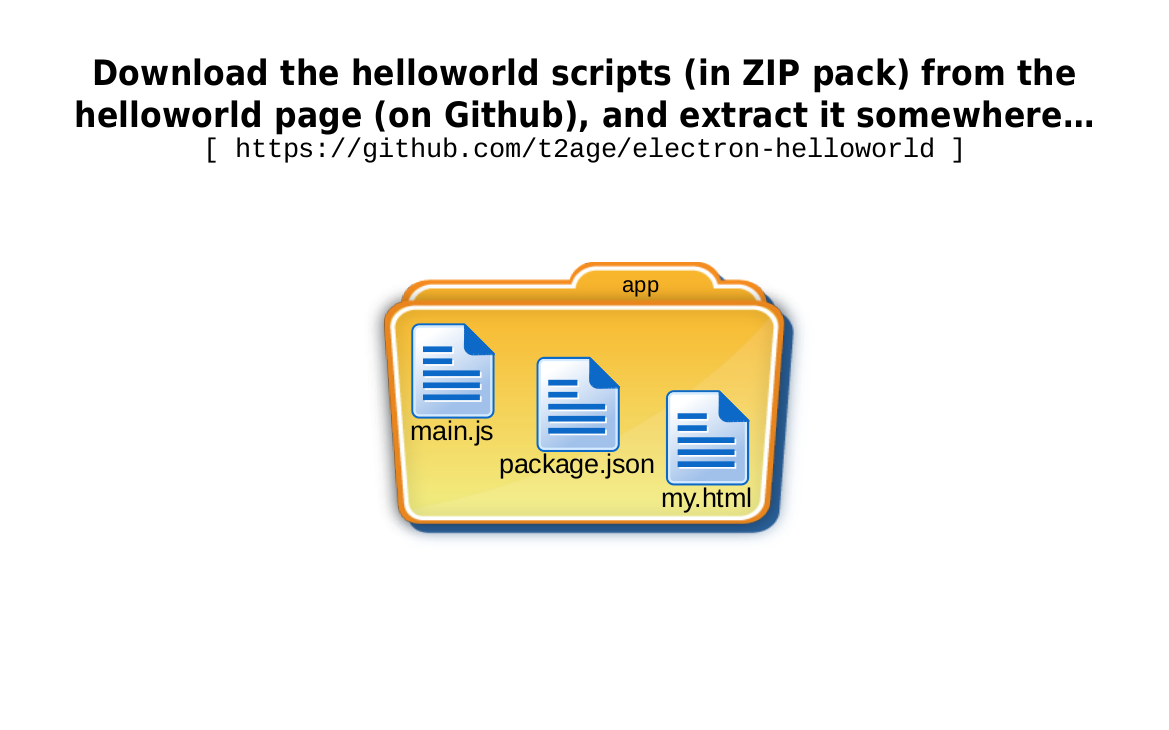 Download the helloworld scripts (in ZIP pack) from the
helloworld page (on Github), and extract it somewhere...
[ https://github.com/t2age/electron-helloworld ]
app
main.js
package.json
my.html